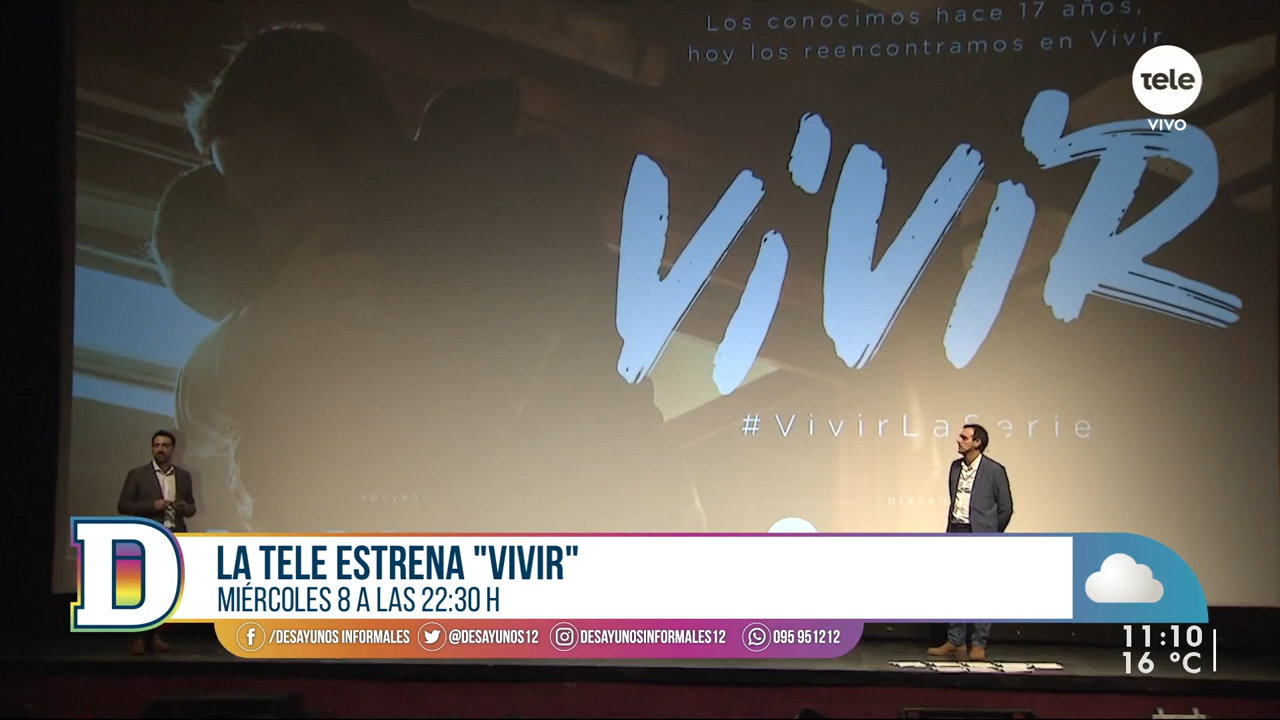 Los conocimos hace 17 años,
hoy los reencontramos en Vivir
tele
VIVO
ViViR
#VivirLaSerie
apoyan
D
LA TELE ESTRENA "VIVIR"
MIÉRCOLES 8 A LAS 22:30 H
/DESAYUNOS INFORMALES @DESAYUNOS12 DESAYUNOSINFORMALES12 095 951212
11:10
16 °C